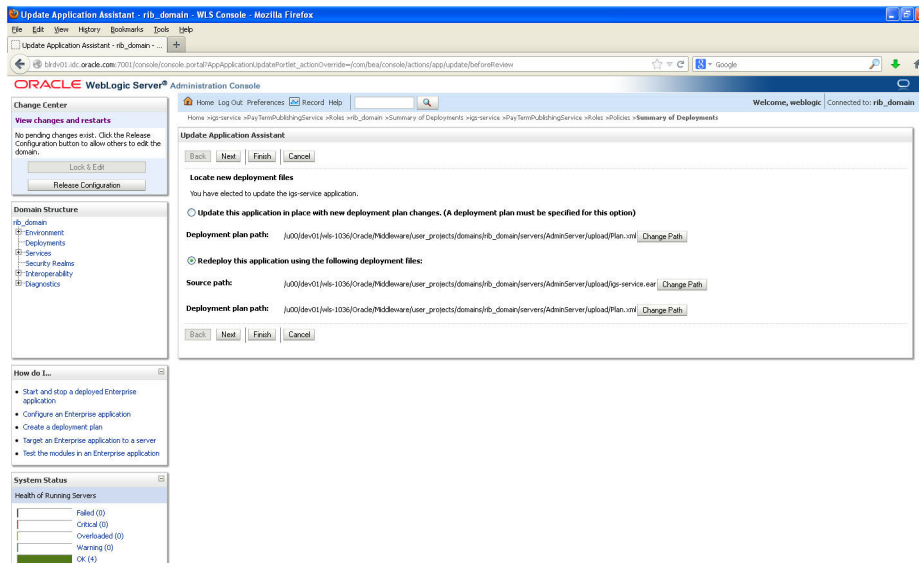 Update Application Assistant - rib_domain - WLS Console - Mozilla Firefox
File Edit View History Bookmarks Tools Help
Update Application Assistant - rib_domain - ...
blrdv01.idc.oracle.com:7001/console/console.portal?AppApplicationUpdatePortlet_actionOverride=/com/bea/console/actions/app/update/beforeReview
Google
ORACLE WebLogic Server® Administration Console
Change Center
View changes and restarts
No pending changes exist. Click the Release
Configuration button to allow others to edit the
domain.
Lock & Edit
Release Configuration
Domain Structure
rib_domain
Environment
Deployments
Services
Security Realms
Interoperability
Diagnostics
How do I...
Start and stop a deployed Enterprise
application
Configure an Enterprise application
Create a deployment plan
Target an Enterprise application to a server
Test the modules in an Enterprise application
System Status
Health of Running Servers
Failed (0)
Critical (0)
Overloaded (0)
Warning (0)
OK (4)
Home Log Out Preferences Record Help
Welcome, weblogic Connected to: rib_domain
Home >igs-service >PayTermPublishingService >Roles >rib_domain >Summary of Deployments >igs-service >PayTermPublishingService >Roles >Policies >Summary of Deployments
Update Application Assistant
Back Next Finish Cancel
Locate new deployment files
You have elected to update the igs-service application.
Update this application in place with new deployment plan changes. (A deployment plan must be specified for this option)
Deployment plan path: /u00/dev01/wls-1036/Oracle/Middleware/user_projects/domains/rib_domain/servers/AdminServer/upload/Plan.xml Change Path
Redeploy this application using the following deployment files:
Source path: /u00/dev01/wls-1036/Oracle/Middleware/user_projects/domains/rib_domain/servers/AdminServer/upload/igs-service.ear Change Path
Deployment plan path: /u00/dev01/wls-1036/Oracle/Middleware/user_projects/domains/rib_domain/servers/AdminServer/upload/Plan.xml Change Path
Back Next Finish Cancel